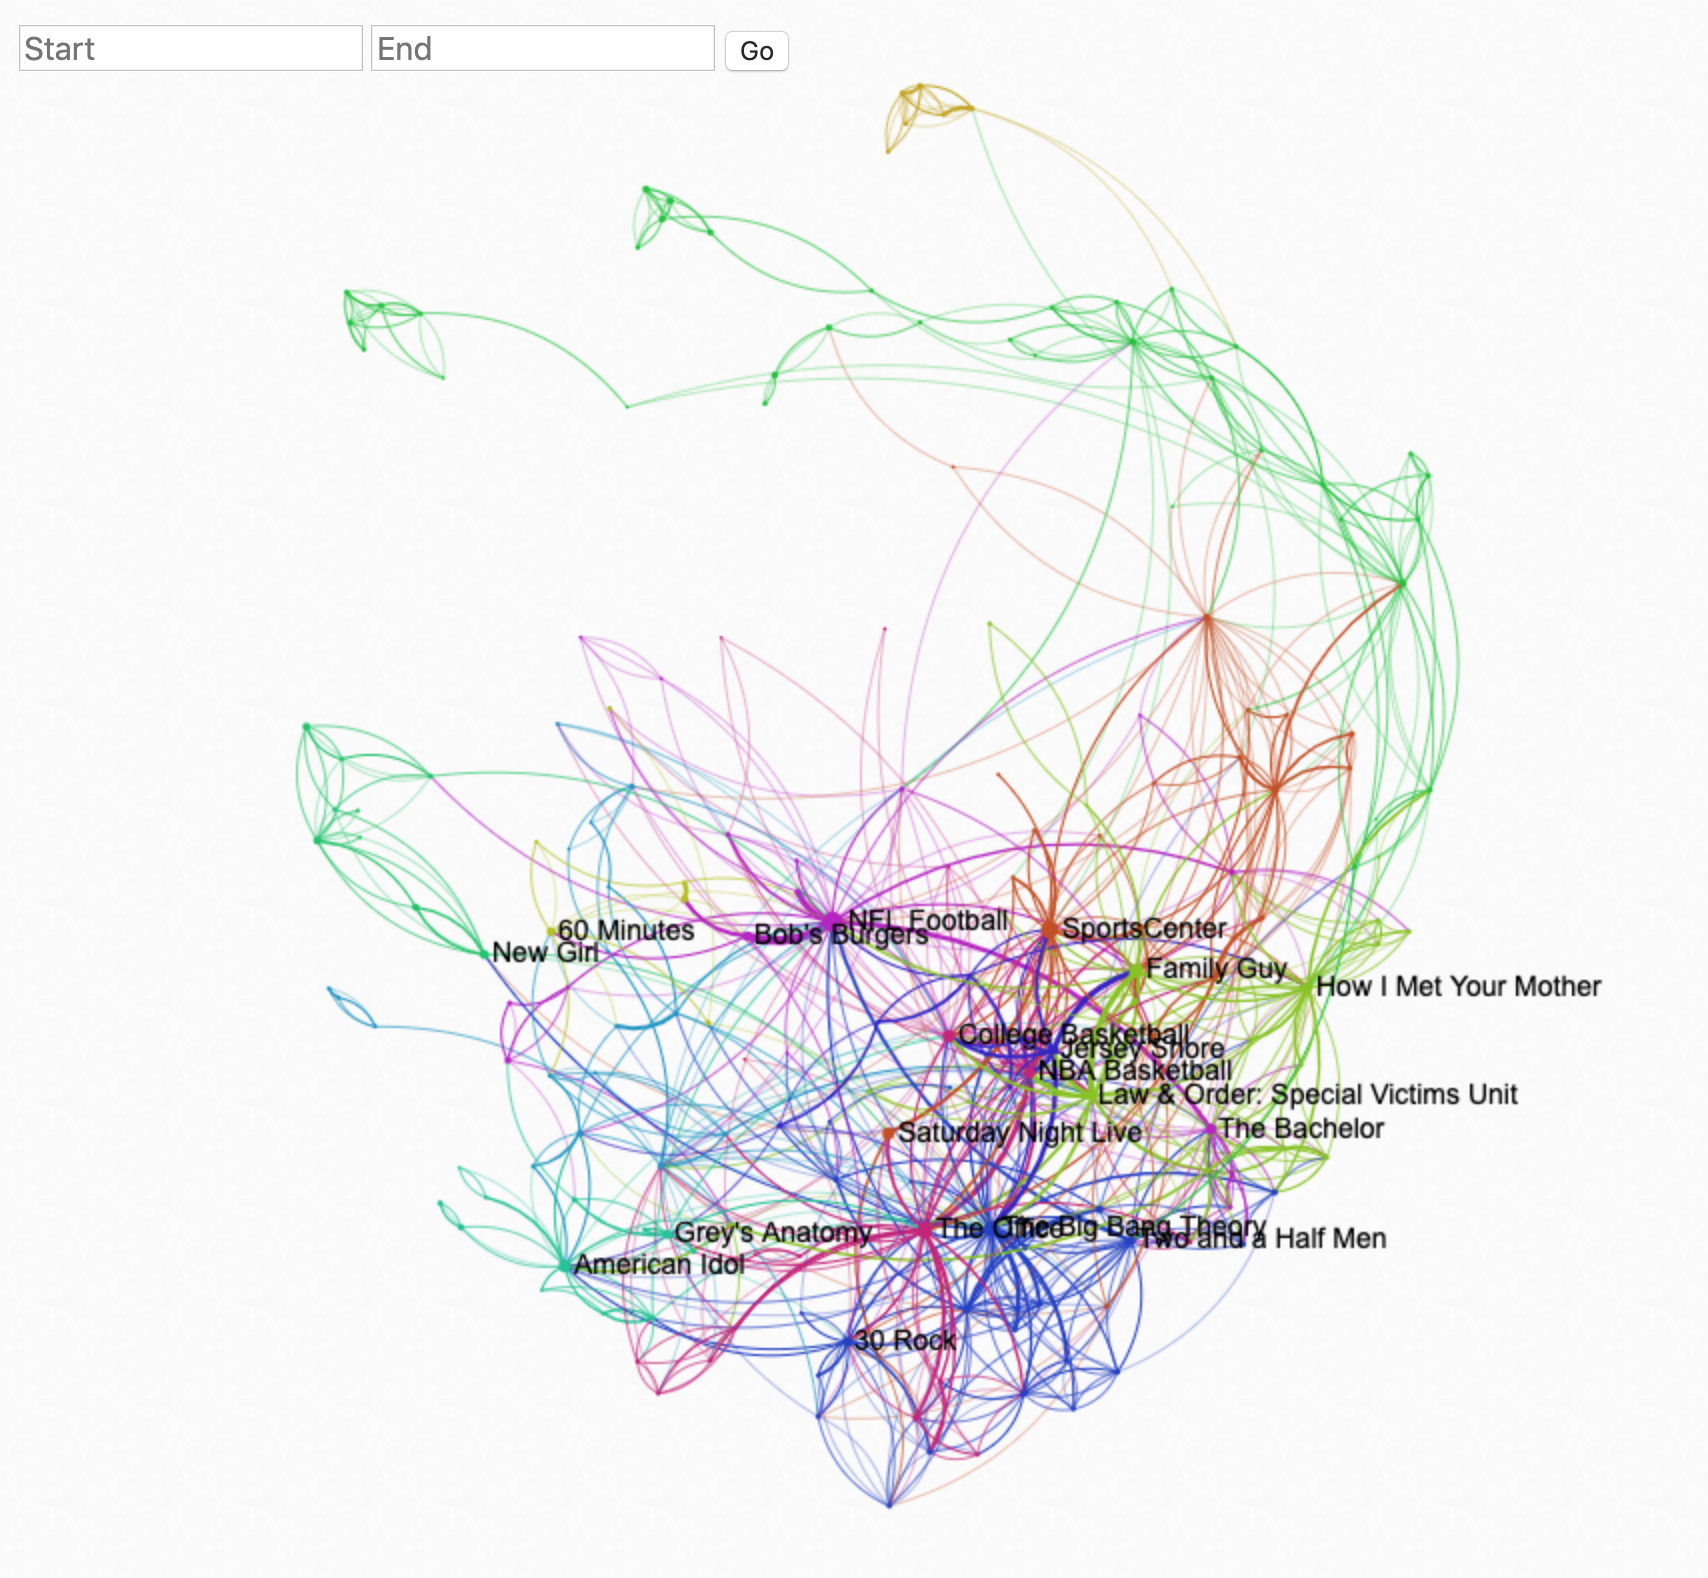 Start
End
Go
NFL Football
SportsCenter
60 Minutes
Bob's Burgers
New Girl
Family Guy
How I Met Your Mother
College Basketball
Jersey Shore
NBA Basketball
Law & Order: Special Victims Unit
Saturday Night Live
The Bachelor
Grey's Anatomy
The Office
The Big Bang Theory
Two and a Half Men
American Idol
30 Rock